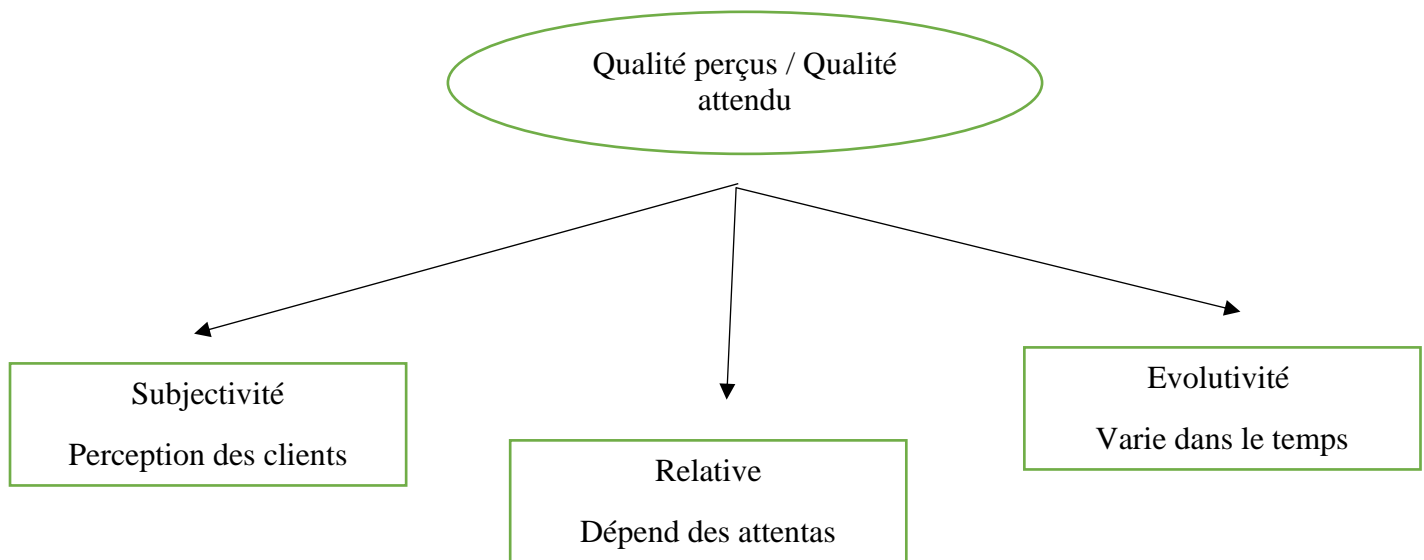 Qualité perçus / Qualité
attendu
Subjectivité
Perception des clients
Relative
Dépend des attentas
Evolutivité
Varie dans le temps